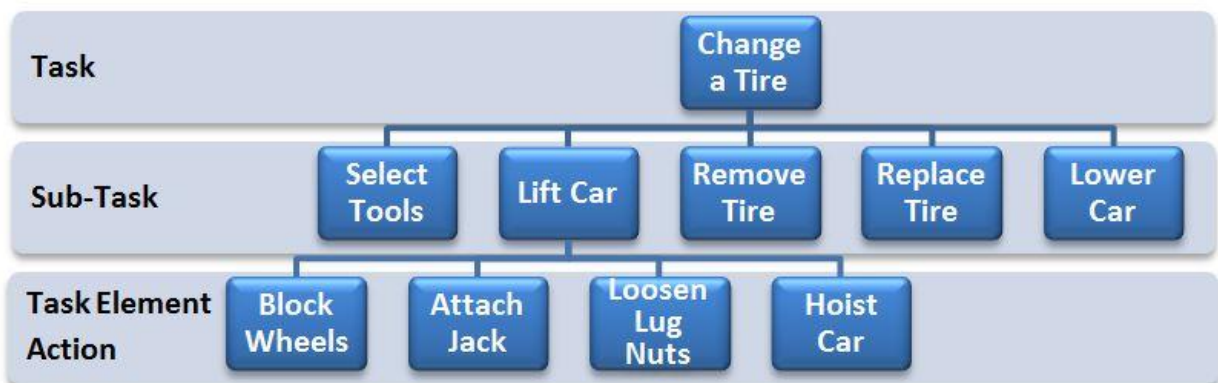 Task
Change
a Tire
Sub-Task
Select
Tools
Lift Car
Remove
Tire
Replace
Tire
Lower
Car
Task Element
Action
Block
Wheels
Attach
Jack
Loosen
Lug
Nuts
Hoist
Car